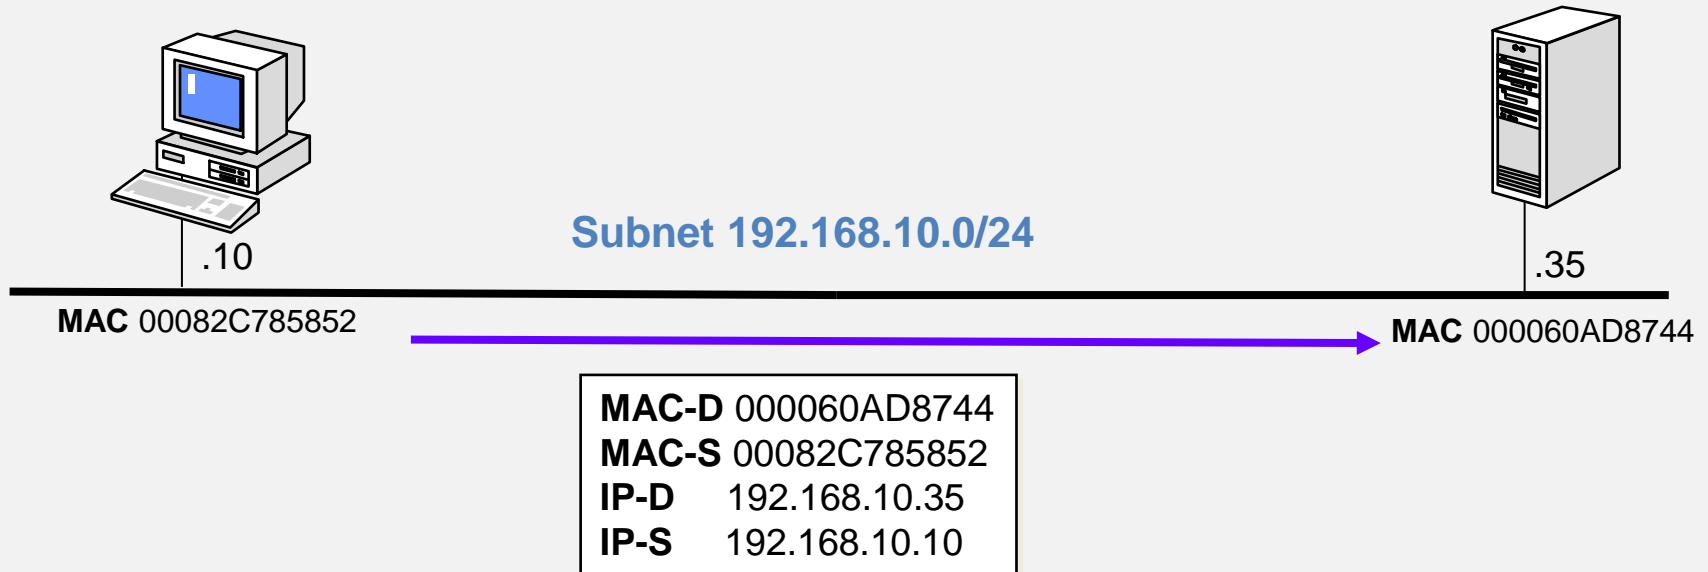 Subnet 192.168.10.0/24
.10
.35
MAC 00082C785852
MAC 000060AD8744
MAC-D 000060AD8744
MAC-S 00082C785852
IP-D 192.168.10.35
IP-S 192.168.10.10